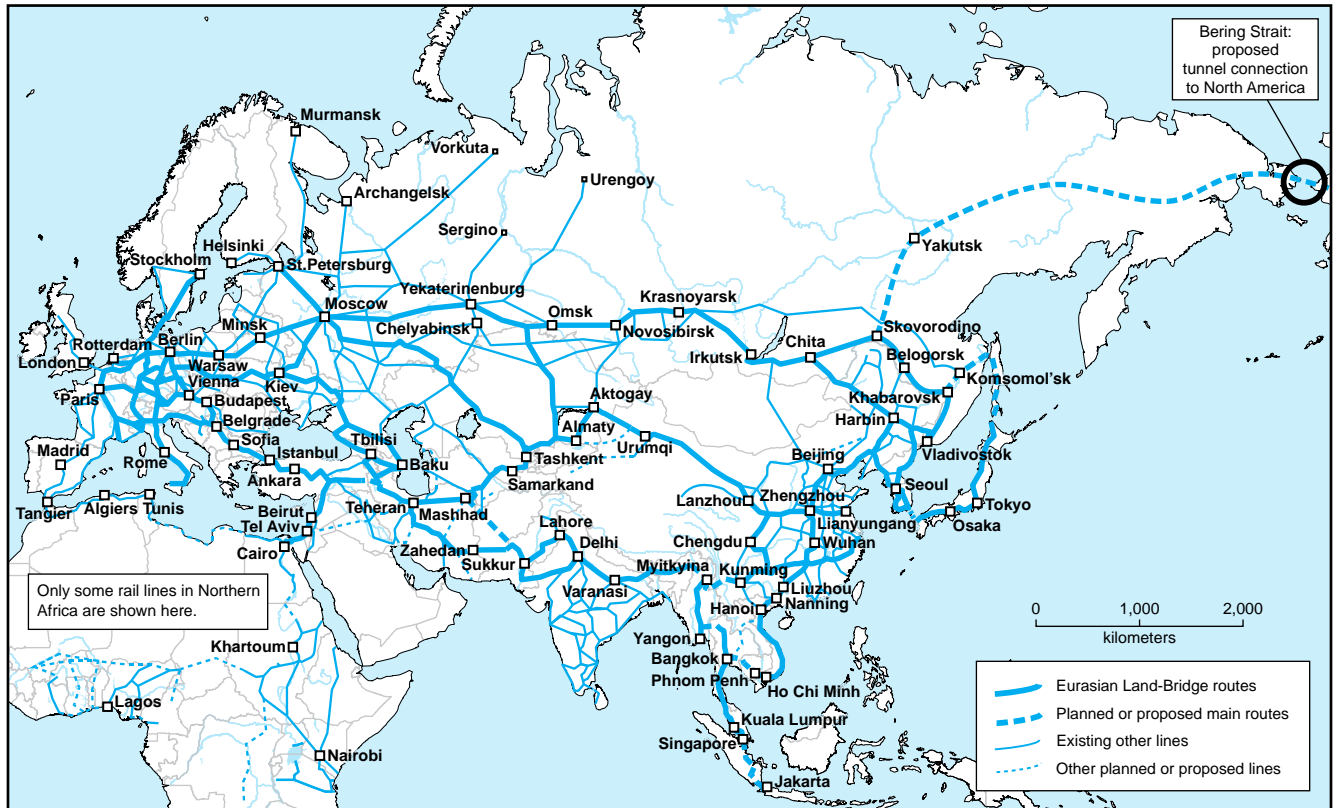 Bering Strait:
proposed
tunnel connection
to North America
Murmansk
Vorkuta
Urengoy
Archangelsk
Sergino
Yakutsk
Helsinki
Stockholm
St.Petersburg
Yekaterinenburg
Krasnoyarsk
Moscow
Omsk
Skovorodino
Minsk
Chelyabinsk
Novosibirsk
Chita
Rotterdam
Berlin
Irkutsk
Belogorsk
London
Warsaw
Komsomol'sk
Vienna
Kiev
Paris
Budapest
Aktogay
Khabarovsk
Belgrade
Almaty
Harbin
Sofia
Tbilisi
Urumqi
Madrid
Istanbul
Beijing
Vladivostok
Rome
Baku
Tashkent
Ankara
Samarkand
Seoul
Lanzhou
Zhengzhou
Tangier
Algiers
Tunis
Beirut
Teheran
Mashhad
Tokyo
Tel Aviv
Lahore
Lianyungang
Osaka
Cairo
Zahedan
Delhi
Chengdu
Wuhan
Sukkur
Myitkyina
Kunming
Only some rail lines in Northern
Africa are shown here.
Varanasi
Liuzhou
Hanoi
Nanning
0
1,000
2,000
kilometers
Khartoum
Yangon
Bangkok
Phnom Penh
Ho Chi Minh
Lagos
Kuala Lumpur
Singapore
Nairobi
Jakarta
Eurasian Land-Bridge routes
Planned or proposed main routes
Existing other lines
Other planned or proposed lines